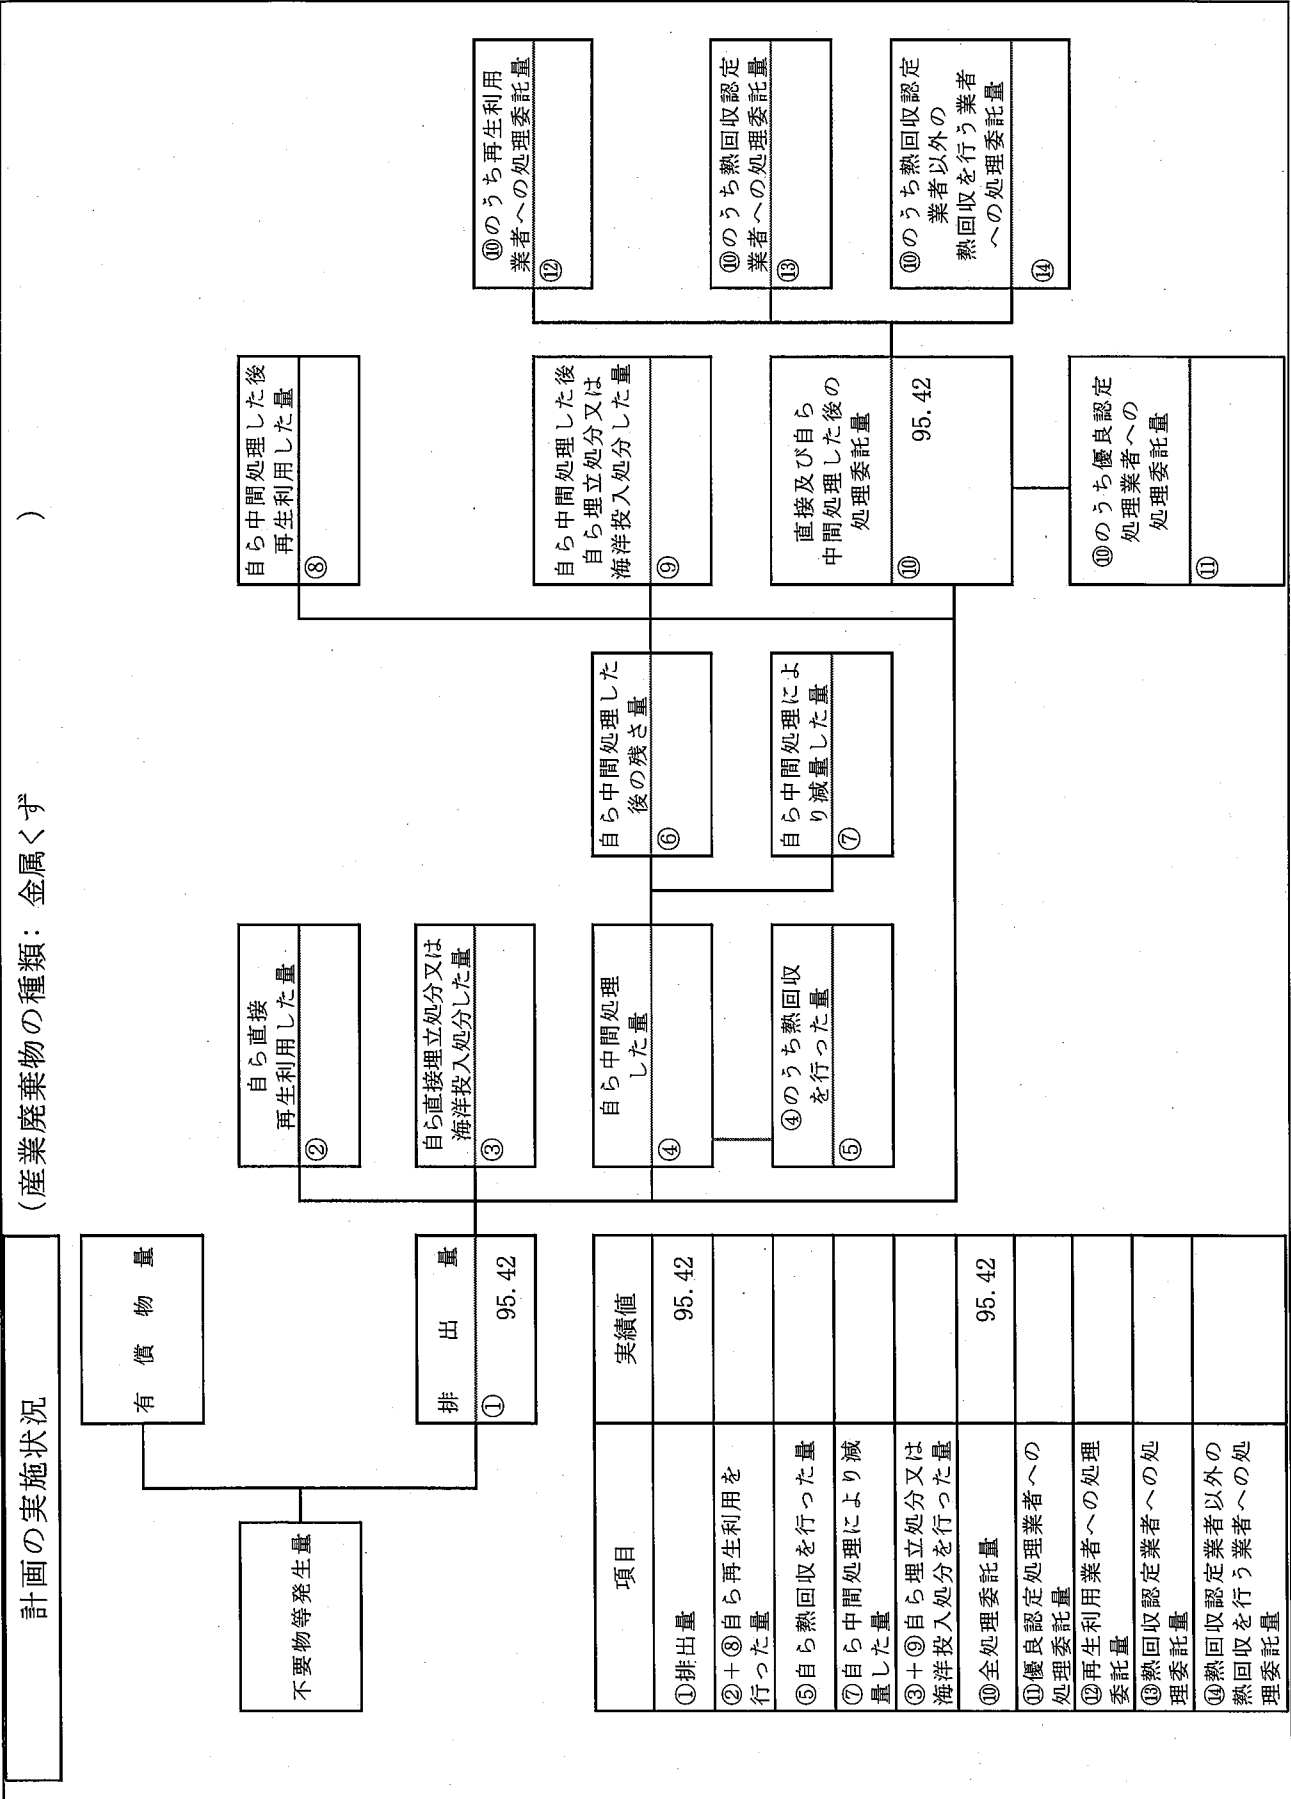 計画の実施状況
(産業廃棄物の種類：金属くず )
不要物等発生量
有償物量
排出量
① 95.42
自ら直接
再生利用した量
②
自ら直接埋立処分又は
海洋投入処分した量
③
自ら中間処理
した量
④
④のうち熱回収
を行った量
⑤
自ら中間処理した
後の残さ量
⑥
自ら中間処理によ
り減量した量
⑦
自ら中間処理した後
再生利用した量
⑧
自ら中間処理した後
自ら埋立処分又は
海洋投入処分した量
⑨
直接及び自ら
中間処理した後の
処理委託量
⑩ 95.42
⑩のうち優良認定
処理業者への
処理委託量
⑪
⑩のうち再生利用
業者への処理委託量
⑫
⑩のうち熱回収認定
業者への処理委託量
⑬
⑩のうち熱回収認定
業者以外の
熱回収を行う業者
への処理委託量
⑭
項目 実績値
①排出量 95.42
②＋⑧自ら再生利用を
行った量
⑤自ら熱回収を行った量
⑦自ら中間処理により減
量した量
③＋⑨自ら埋立処分又は
海洋投入処分を行った量
⑩全処理委託量 95.42
⑪優良認定処理業者への
処理委託量
⑫再生利用業者への処理
委託量
⑬熱回収認定業者への処
理委託量
⑭熱回収認定業者以外の
熱回収を行う業者への処
理委託量